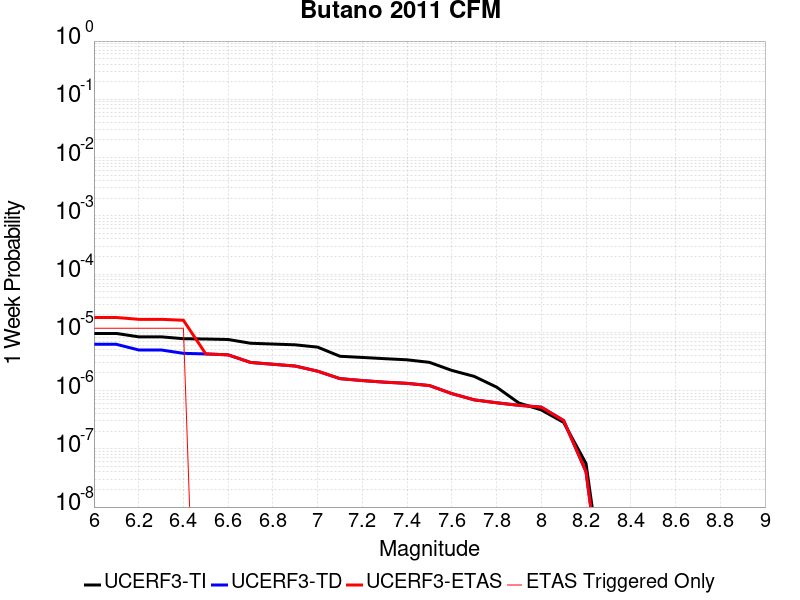 Butano 2011 CFM
10^0
10^-1
10^-2
10^-3
10^-4
10^-5
10^-6
10^-7
10^-8
1 Week Probability
6 6.2 6.4 6.6 6.8 7 7.2 7.4 7.6 7.8 8 8.2 8.4 8.6 8.8 9
Magnitude
UCERF3-TI UCERF3-TD UCERF3-ETAS ETAS Triggered Only